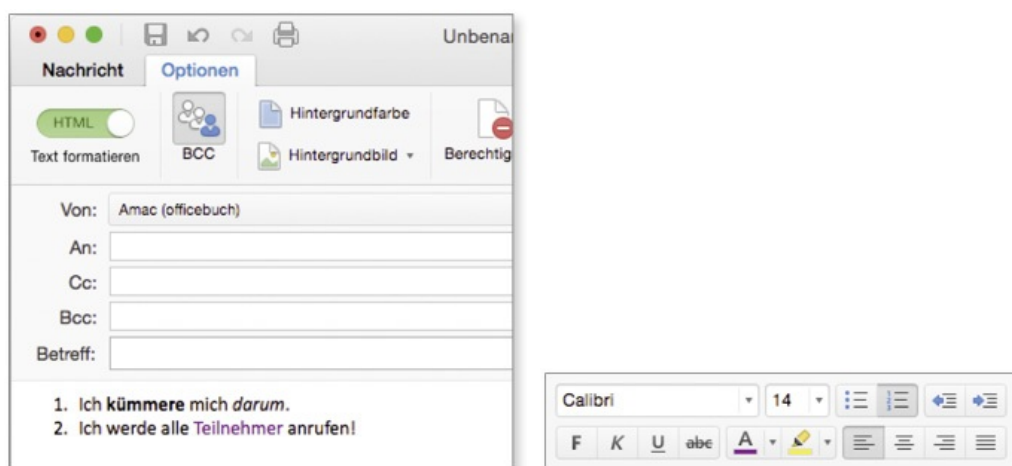 Unbenan
Nachricht Optionen
HTML
Text formatieren
BCC
Hintergrundfarbe
Hintergrundbild
Berechtig
Von: Amac (officebuch)
An:
Cc:
Bcc:
Betreff:
1. Ich kümmere mich darum.
2. Ich werde alle Teilnehmer anrufen!
Calibri 14
F K U abc A